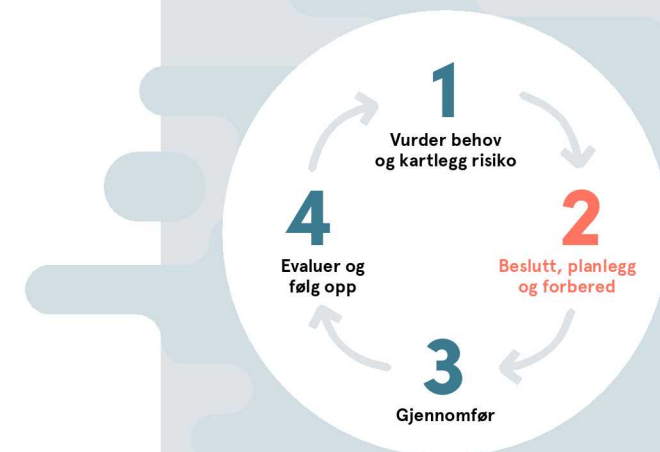 1
Vurder behov
og kartlegg risiko
2
Beslutt, planlegg
og forbered
3
Gjennomfør
4
Evaluer og
følg opp